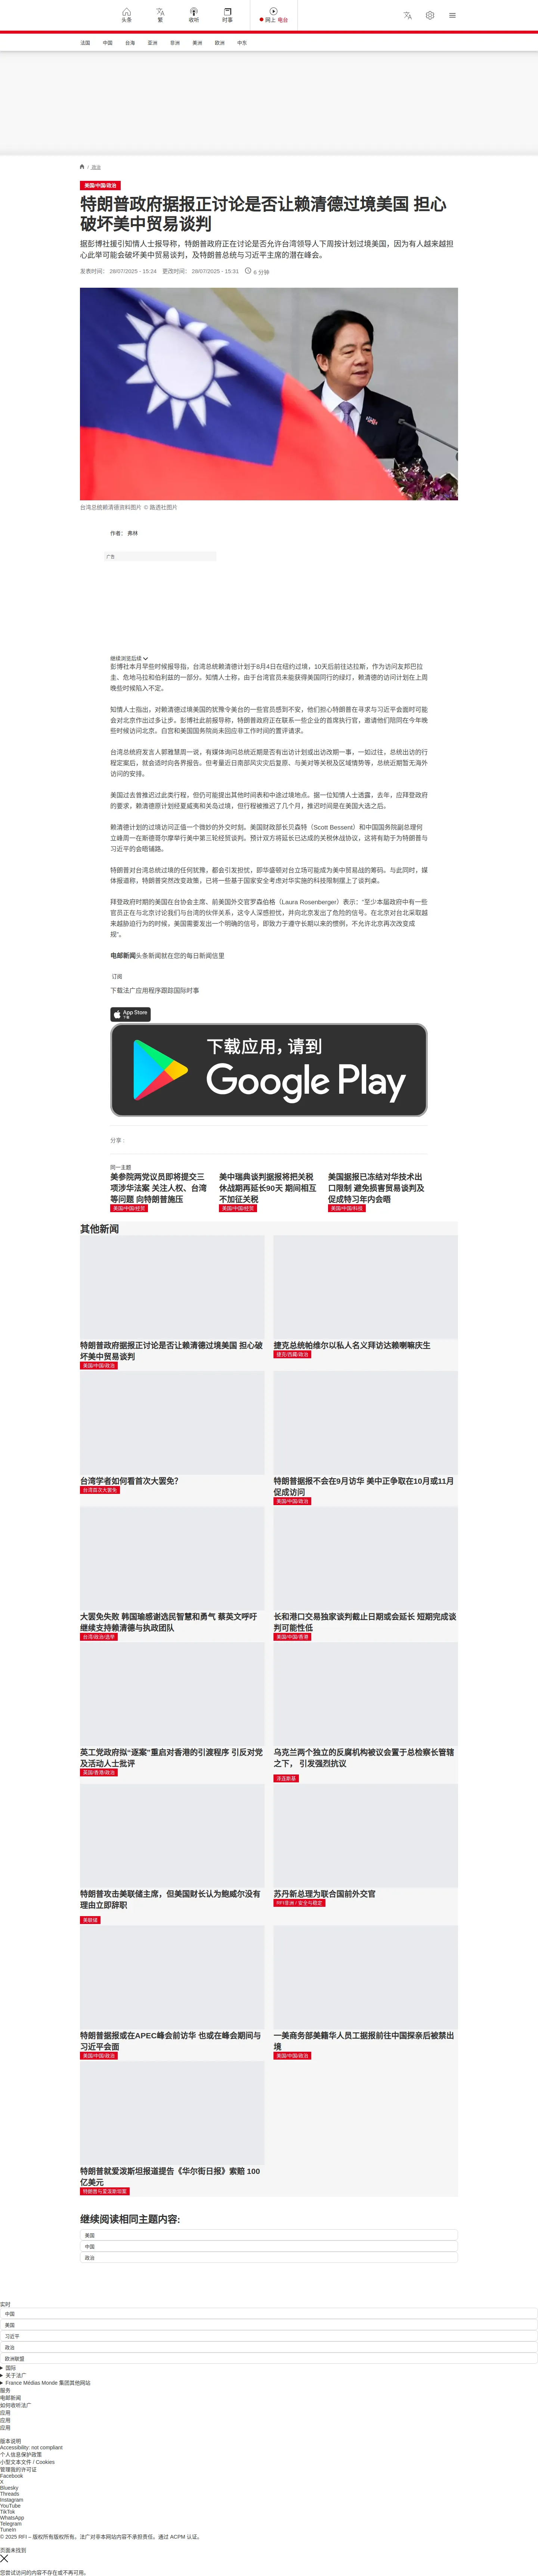 头条
繁
收听
时事
网上 电台
法国
中国
台海
亚洲
非洲
美洲
欧洲
中东
/ 政治
美国/中国/政治
特朗普政府据报正讨论是否让赖清德过境美国 担心
破坏美中贸易谈判
据彭博社援引知情人士报导称，特朗普政府正在讨论是否允许台湾领导人下周按计划过境美国，因为有人越来越担
心此举可能会破坏美中贸易谈判，及特朗普总统与习近平主席的潜在峰会。
发表时间： 28/07/2025 - 15:24 更改时间： 28/07/2025 - 15:31 6 分钟
台湾总统赖清德资料图片 © 路透社图片
作者： 弗林
广告
继续浏览后续
彭博社本月早些时候报导指，台湾总统赖清德计划于8月4日在纽约过境，10天后前往达拉斯，作为访问友邦巴拉
圭、危地马拉和伯利兹的一部分。知情人士称，由于台湾官员未能获得美国同行的绿灯，赖清德的访问计划在上周
晚些时候陷入不定。
知情人士指出，对赖清德过境美国的犹豫令美台的一些官员感到不安，他们担心特朗普在寻求与习近平会面时可能
会对北京作出过多让步、彭博社此前报导称，特朗普政府正在联系一些企业的首席执行官，邀请他们陪同在今年晚
些时候访问北京。白宫和美国国务院尚未回应非工作时间的置评请求。
台湾总统府发言人郭雅慧周一说，有媒体询问总统近期是否有出访计划或出访改期一事，一如过往，总统出访的行
程定案后，就会适时向各界报告。但考量近日南部风灾灾后复原、与美对等关税及区域情势等，总统近期暂无海外
访问的安排。
美国过去曾推迟过此类行程，但仍可能提出其他时间表和中途过境地点。据一位知情人士透露，去年，应拜登政府
的要求，赖清德原计划经夏威夷和关岛过境，但行程被推迟了几个月，推迟时间是在美国大选之后。
赖清德计划的过境访问正值一个微妙的外交时刻。美国财政部长贝森特（Scott Bessent）和中国国务院副总理何
立峰周一在斯德哥尔摩举行美中第三轮经贸谈判。预计双方将延长已达成的关税休战协议，这将有助于为特朗普与
习近平的会晤铺路。
特朗普对台湾总统过境的任何犹豫，都会引发担忧，即华盛顿对台立场可能成为美中贸易战的筹码。与此同时，媒
体报道称，特朗普突然改变政策，已将一些基于国家安全考虑对华实施的科技限制摆上了谈判桌。
拜登政府时期的美国在台协会主席、前美国外交官罗森伯格（Laura Rosenberger）表示：“至少本届政府中有一些
官员正在与北京讨论我们与台湾的伙伴关系，这令人深感担忧，并向北京发出了危险的信号。在北京对台北采取越
来越胁迫行为的时候，美国需要发出一个明确的信号，即致力于遵守长期以来的惯例，不允许北京再次改变成
规”。
电邮新闻头条新闻就在您的每日新闻信里
订阅
下载法广应用程序跟踪国际时事
App Store
下载
下载应用，请到
Google Play
分享 :
同一主题
美参院两党议员即将提交三
项涉华法案 关注人权、台湾
等问题 向特朗普施压
美国/中国/经贸
美中瑞典谈判据报将把关税
休战期再延长90天 期间相互
不加征关税
美国/中国/经贸
美国据报已冻结对华技术出
口限制 避免损害贸易谈判及
促成特习年内会晤
美国/中国/科技
其他新闻
特朗普政府据报正讨论是否让赖清德过境美国 担心破
坏美中贸易谈判
美国/中国/政治
捷克总统帕维尔以私人名义拜访达赖喇嘛庆生
捷克/西藏/政治
台湾学者如何看首次大罢免?
台湾首次大罢免
特朗普据报不会在9月访华 美中正争取在10月或11月
促成访问
美国/中国/政治
大罢免失败 韩国瑜感谢选民智慧和勇气 蔡英文呼吁
继续支持赖清德与执政团队
台湾/政治/选举
长和港口交易独家谈判截止日期或会延长 短期完成谈
判可能性低
美国/中国/香港
英工党政府拟“逐案”重启对香港的引渡程序 引反对党
及活动人士批评
英国/香港/政治
乌克兰两个独立的反腐机构被议会置于总检察长管辖
之下， 引发强烈抗议
泽连斯基
特朗普攻击美联储主席，但美国财长认为鲍威尔没有
理由立即辞职
美联储
苏丹新总理为联合国前外交官
RFI非洲 / 安全与稳定
特朗普据报或在APEC峰会前访华 也或在峰会期间与
习近平会面
美国/中国/政治
一美商务部美籍华人员工据报前往中国探亲后被禁出
境
美国/中国/政治
特朗普就爱泼斯坦报道提告《华尔街日报》索赔 100
亿美元
特朗普与爱泼斯坦案
继续阅读相同主题内容:
美国
中国
政治
实时
中国
美国
习近平
政治
欧洲联盟
国际
关于法广
France Médias Monde 集团其他网站
服务
电邮新闻
如何收听法广
应用
应用
应用
版本说明
Accessibility: not compliant
个人信息保护政策
小型文本文件 / Cookies
管理我的许可证
Facebook
X
Bluesky
Threads
Instagram
YouTube
TikTok
WhatsApp
Telegram
TuneIn
© 2025 RFI – 版权所有版权所有。法广对非本网站内容不承担责任。通过 ACPM 认证。
页面未找到
您尝试访问的内容不存在或不再可用。